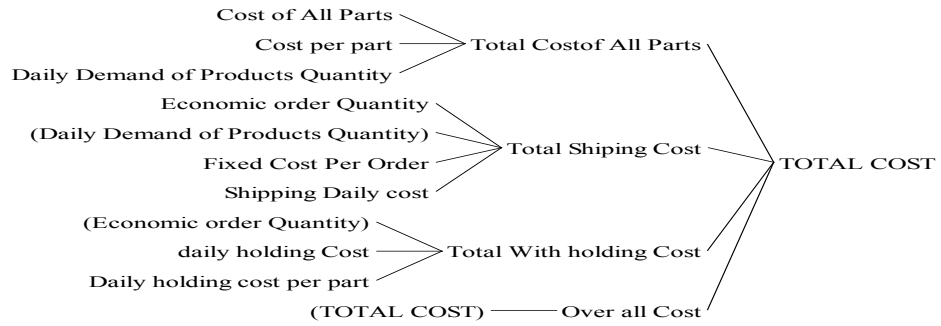 Cost of All Parts
Cost per part
Daily Demand of Products Quantity
Total Costof All Parts
Economic order Quantity
(Daily Demand of Products Quantity)
Fixed Cost Per Order
Shipping Daily cost
Total Shiping Cost
(Economic order Quantity)
daily holding Cost
Daily holding cost per part
Total With holding Cost
(TOTAL COST)
Over all Cost
TOTAL COST